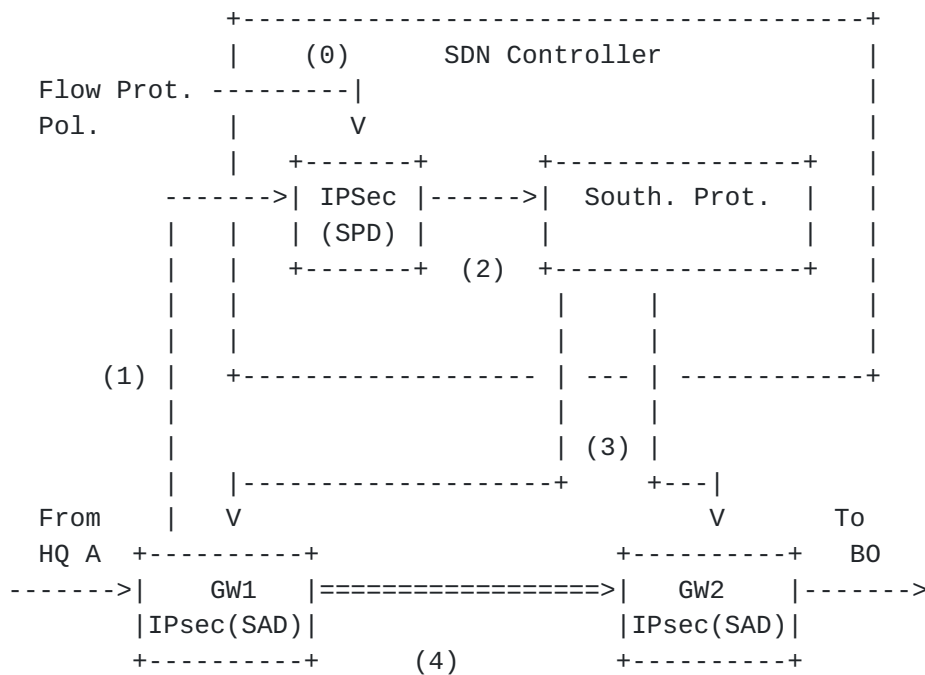 (0) SDN Controller
Flow Prot.
Pol. V
IPSec South. Prot.
(SPD)
(2)
(1)
(3)
From V V To
HQ A BO
GW1 GW2
IPsec(SAD) IPsec(SAD)
(4)